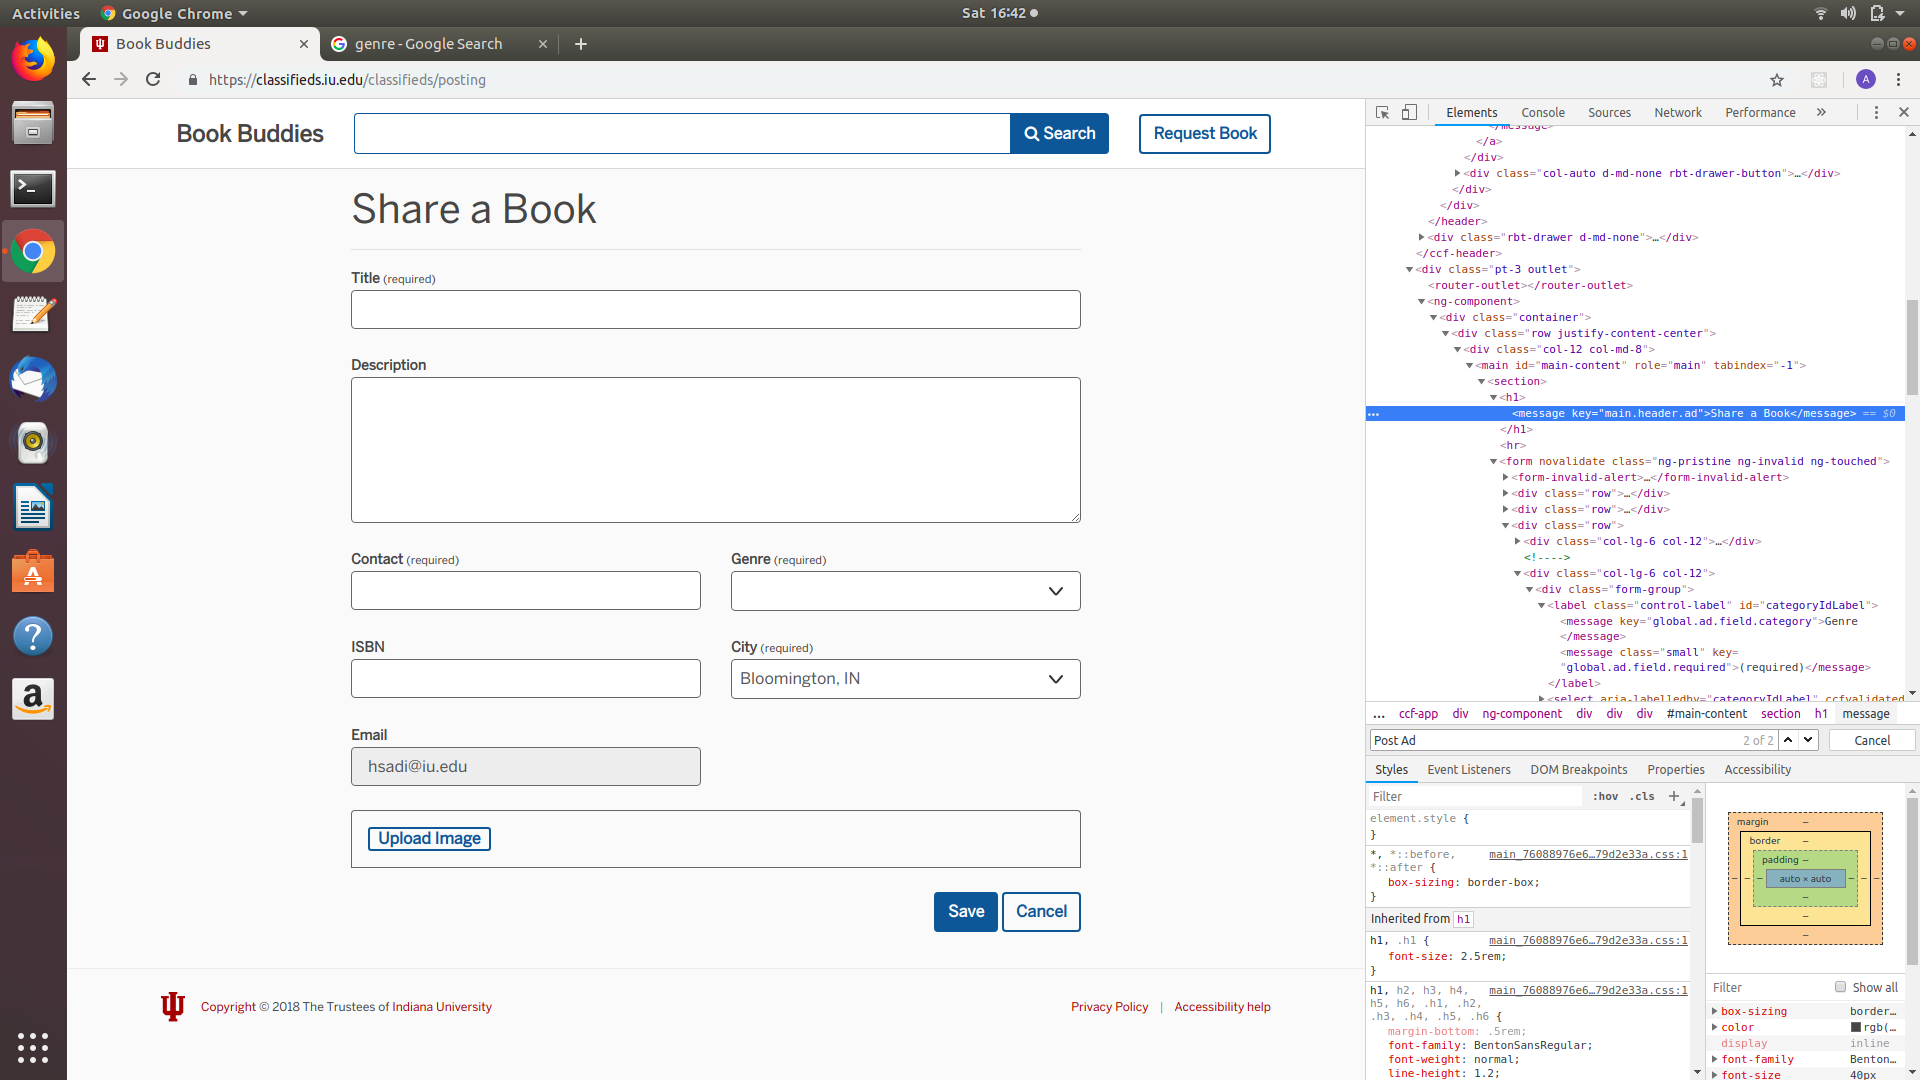 Activities
Google Chrome
Sat 16:42
Book Buddies
genre - Google Search
https://classifieds.iu.edu/classifieds/posting
A
Book Buddies
Search
Request Book
Share a Book
Title (required)
Description
Contact (required)
Genre (required)
ISBN
City (required)
Bloomington, IN
Email
hsadi@iu.edu
Upload Image
Save
Cancel
Copyright © 2018 The Trustees of Indiana University
Privacy Policy | Accessibility help
Elements
Console
Sources
Network
Performance
</message>
</a>
</div>
<div class="col-auto d-md-none rbt-drawer-button">…</div>
</div>
</div>
</header>
<div class="rbt-drawer d-md-none">…</div>
</ccf-header>
<div class="pt-3 outlet">
<router-outlet></router-outlet>
<ng-component>
<div class="container">
<div class="row justify-content-center">
<div class="col-12 col-md-8">
<main id="main-content" role="main" tabindex="-1">
<section>
<h1>
<message key="main.header.ad">Share a Book</message> == $0
</h1>
<hr>
<form novalidate class="ng-pristine ng-invalid ng-touched">
<form-invalid-alert>…</form-invalid-alert>
<div class="row">…</div>
<div class="row">…</div>
<div class="row">
<div class="col-lg-6 col-12">…</div>
<!---->
<div class="col-lg-6 col-12">
<div class="form-group">
<label class="control-label" id="categoryIdLabel">
<message key="global.ad.field.category">Genre
</message>
<message class="small" key=
"global.ad.field.required">(required)</message>
</label>
<select aria-labelledby="categoryIdLabel" ccfvalidated
... ccf-app div ng-component div div div #main-content section h1 message
Post Ad
2 of 2
Cancel
Styles
Event Listeners
DOM Breakpoints
Properties
Accessibility
Filter
:hov .cls +
element.style {
}
*, *::before, main_76088976e6…79d2e33a.css:1
*::after {
box-sizing: border-box;
}
Inherited from h1
h1, .h1 { main_76088976e6…79d2e33a.css:1
font-size: 2.5rem;
}
h1, h2, h3, h4, main_76088976e6…79d2e33a.css:1
h5, h6, .h1, .h2,
.h3, .h4, .h5, .h6 {
margin-bottom: .5rem;
font-family: BentonSansRegular;
font-weight: normal;
line-height: 1.2;
margin –
border –
padding –
– – – auto × auto – – –
–
–
–
Filter
Show all
box-sizing border…
color rgb(…
display inline
font-family Benton…
font-size 40px